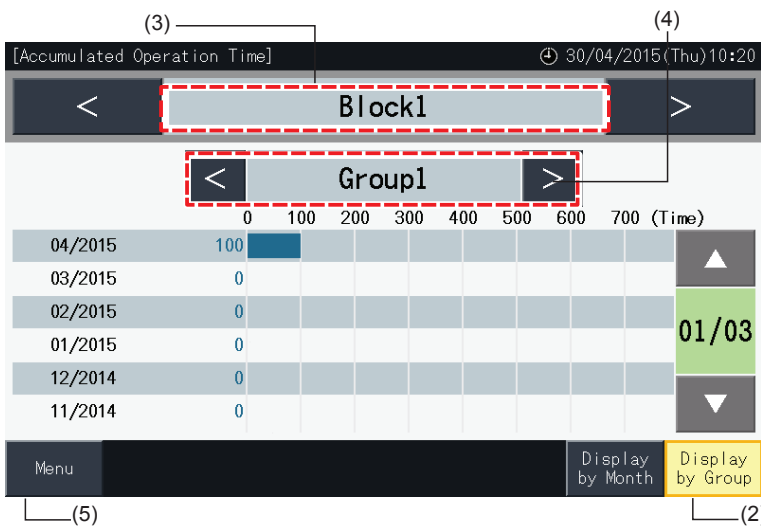 (3) (4)
[Accumulated Operation Time] 30/04/2015(Thu)10:20
< Block1 >
< Group1 >
0 100 200 300 400 500 600 700 (Time)
04/2015 100
03/2015 0
02/2015 0
01/03
01/2015 0
12/2014 0
11/2014 0
Menu Display by Month Display by Group
(5) (2